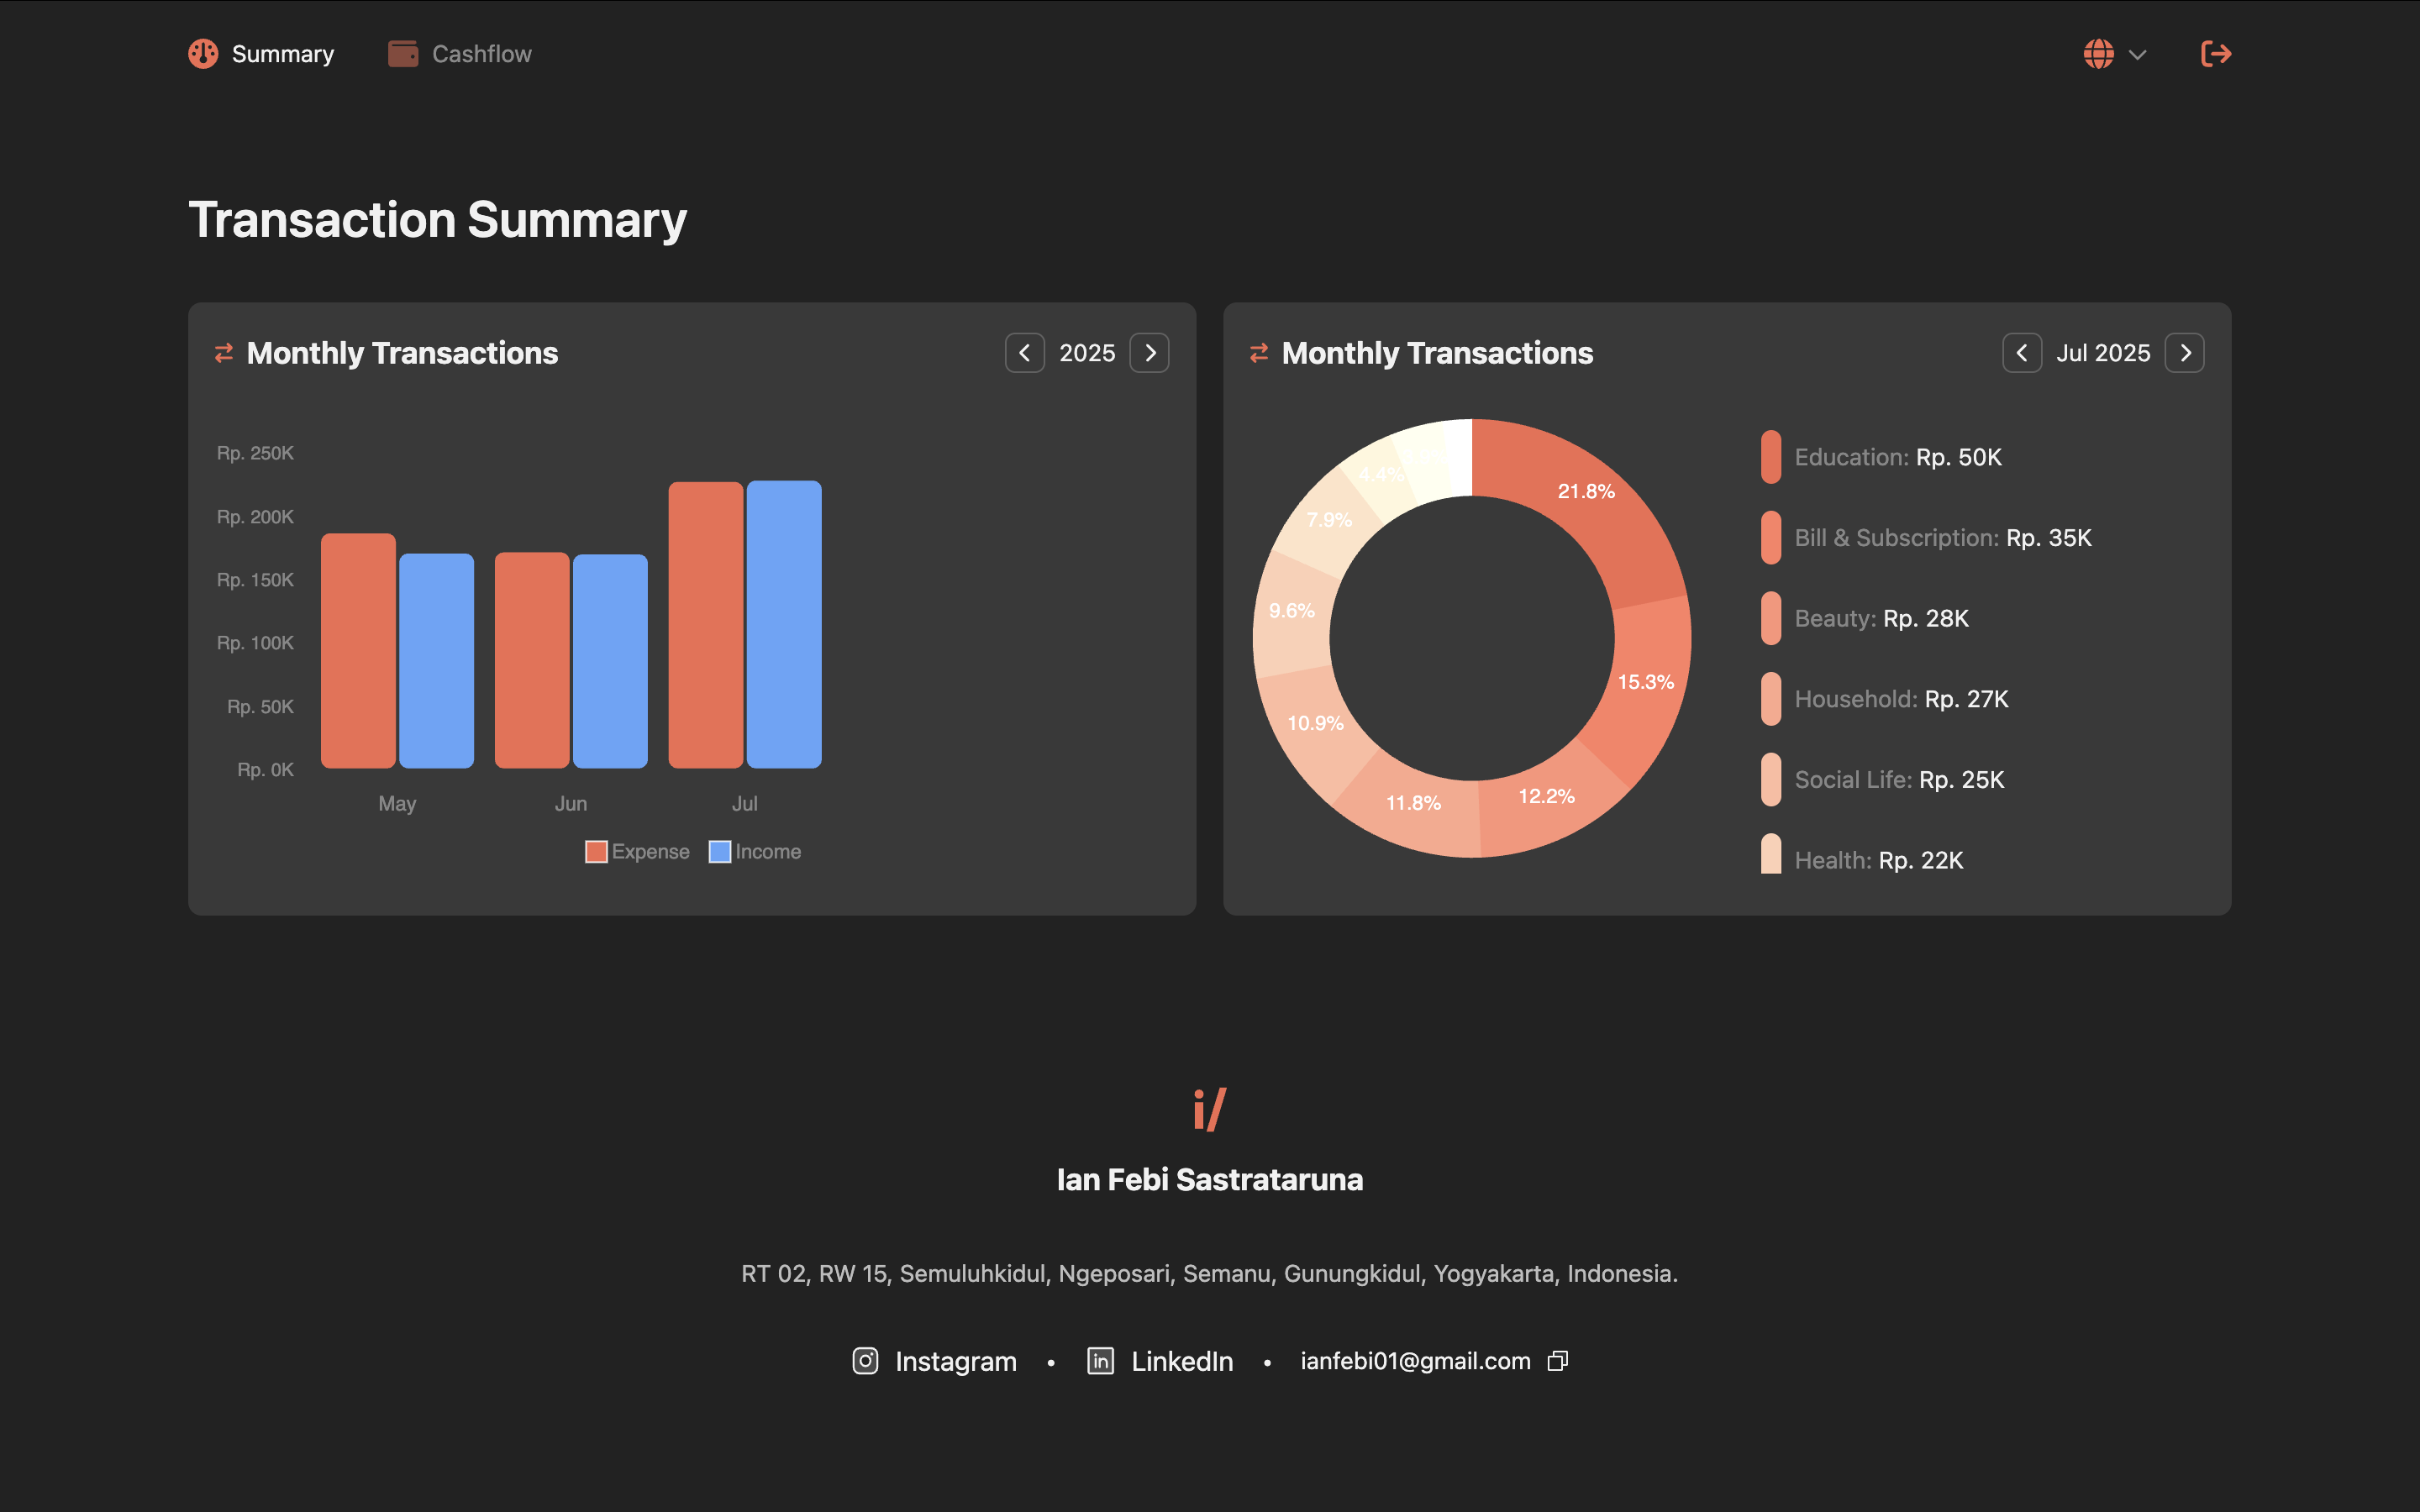 Summary
Cashflow
Transaction Summary
Monthly Transactions
2025
Rp. 250K
Rp. 200K
Rp. 150K
Rp. 100K
Rp. 50K
Rp. 0K
May
Jun
Jul
Expense
Income
Monthly Transactions
Jul 2025
21.8%
15.3%
12.2%
11.8%
10.9%
9.6%
7.9%
4.4%
Education: Rp. 50K
Bill & Subscription: Rp. 35K
Beauty: Rp. 28K
Household: Rp. 27K
Social Life: Rp. 25K
Health: Rp. 22K
i/
Ian Febi Sastrataruna
RT 02, RW 15, Semuluhkidul, Ngeposari, Semanu, Gunungkidul, Yogyakarta, Indonesia.
Instagram • LinkedIn • ianfebi01@gmail.com